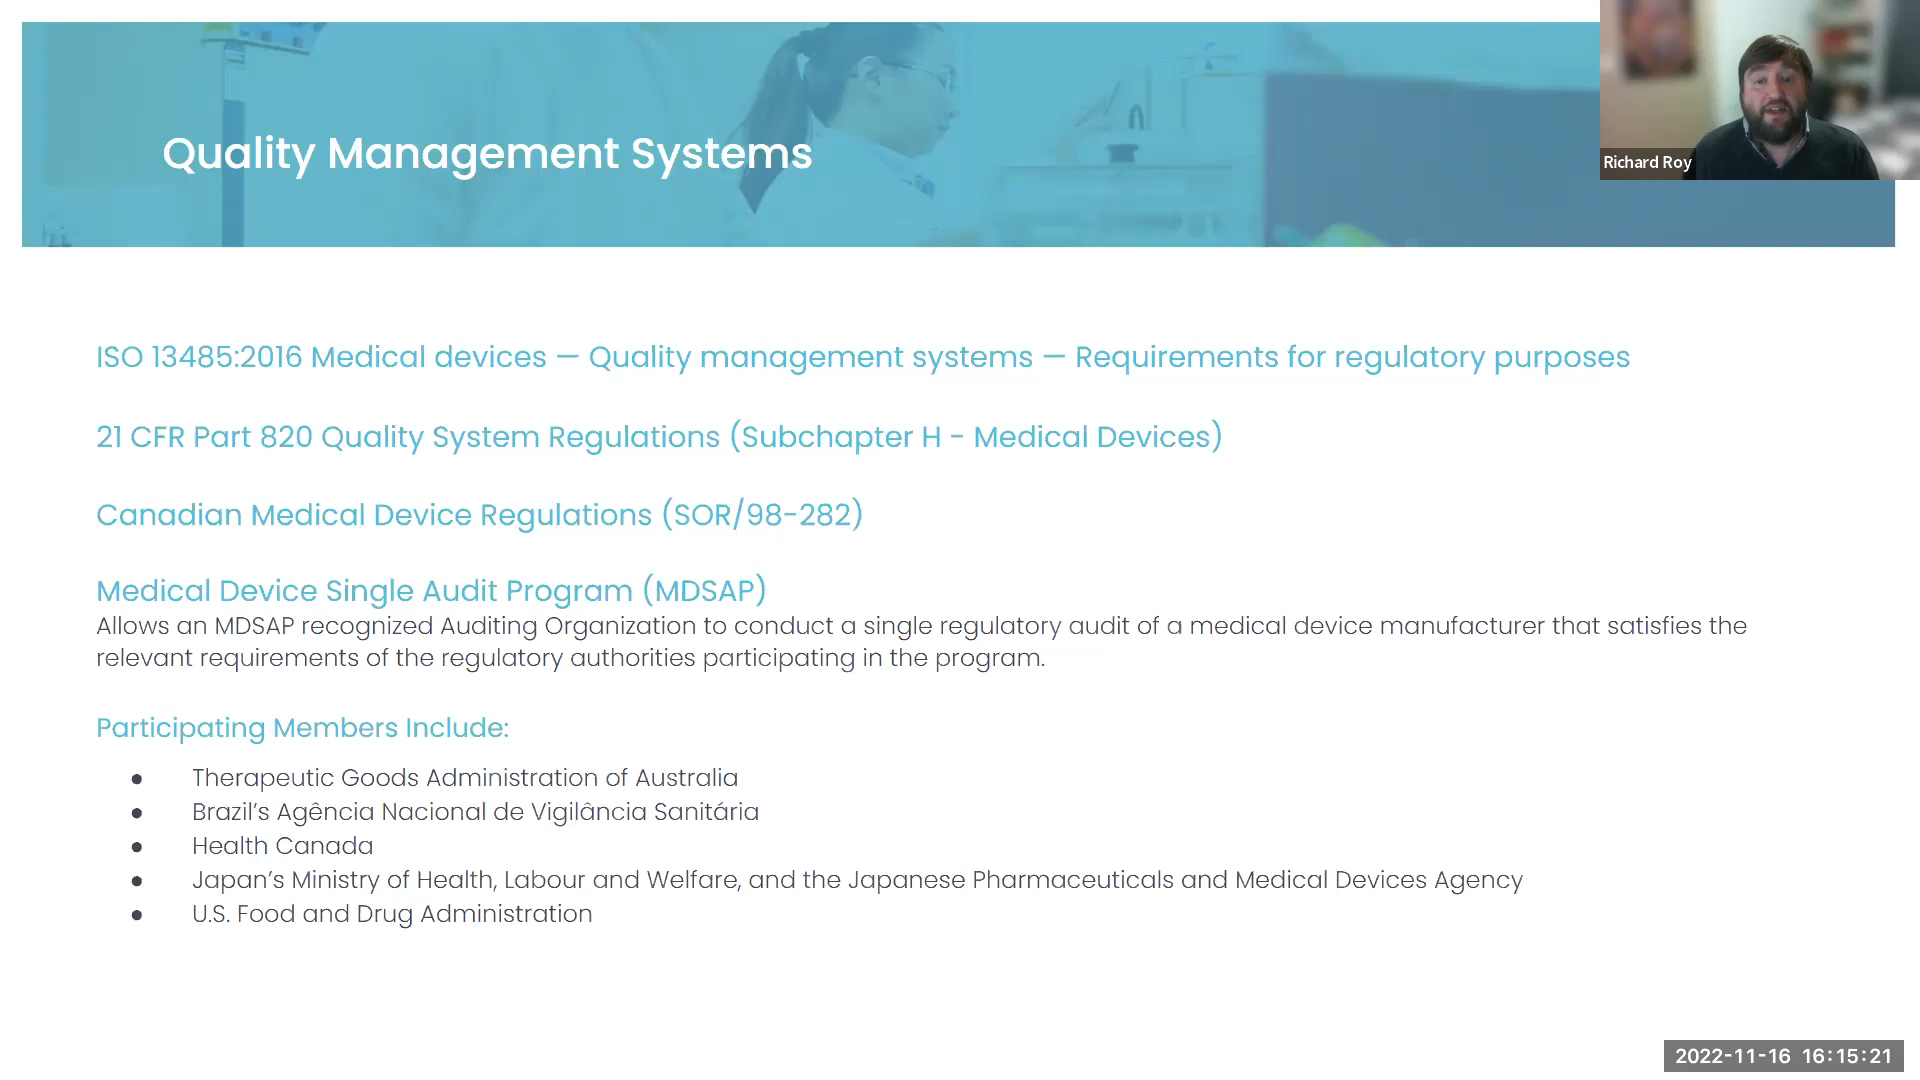 Quality Management Systems
Richard Roy
ISO 13485:2016 Medical devices — Quality management systems — Requirements for regulatory purposes
21 CFR Part 820 Quality System Regulations (Subchapter H - Medical Devices)
Canadian Medical Device Regulations (SOR/98-282)
Medical Device Single Audit Program (MDSAP)
Allows an MDSAP recognized Auditing Organization to conduct a single regulatory audit of a medical device manufacturer that satisfies the
relevant requirements of the regulatory authorities participating in the program.
Participating Members Include:
● Therapeutic Goods Administration of Australia
● Brazil’s Agência Nacional de Vigilância Sanitária
● Health Canada
● Japan’s Ministry of Health, Labour and Welfare, and the Japanese Pharmaceuticals and Medical Devices Agency
● U.S. Food and Drug Administration
2022-11-16 16:15:21